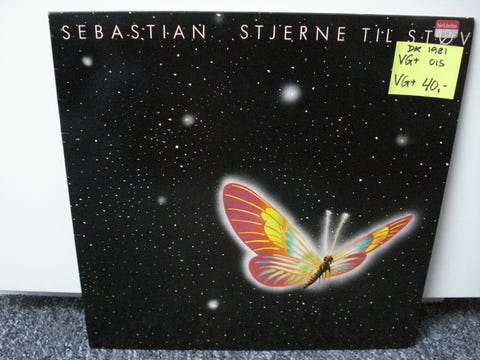 SEBASTIAN STJERNE TIL STØV
DK 1981
VG+ OIS
VG+ 40,-